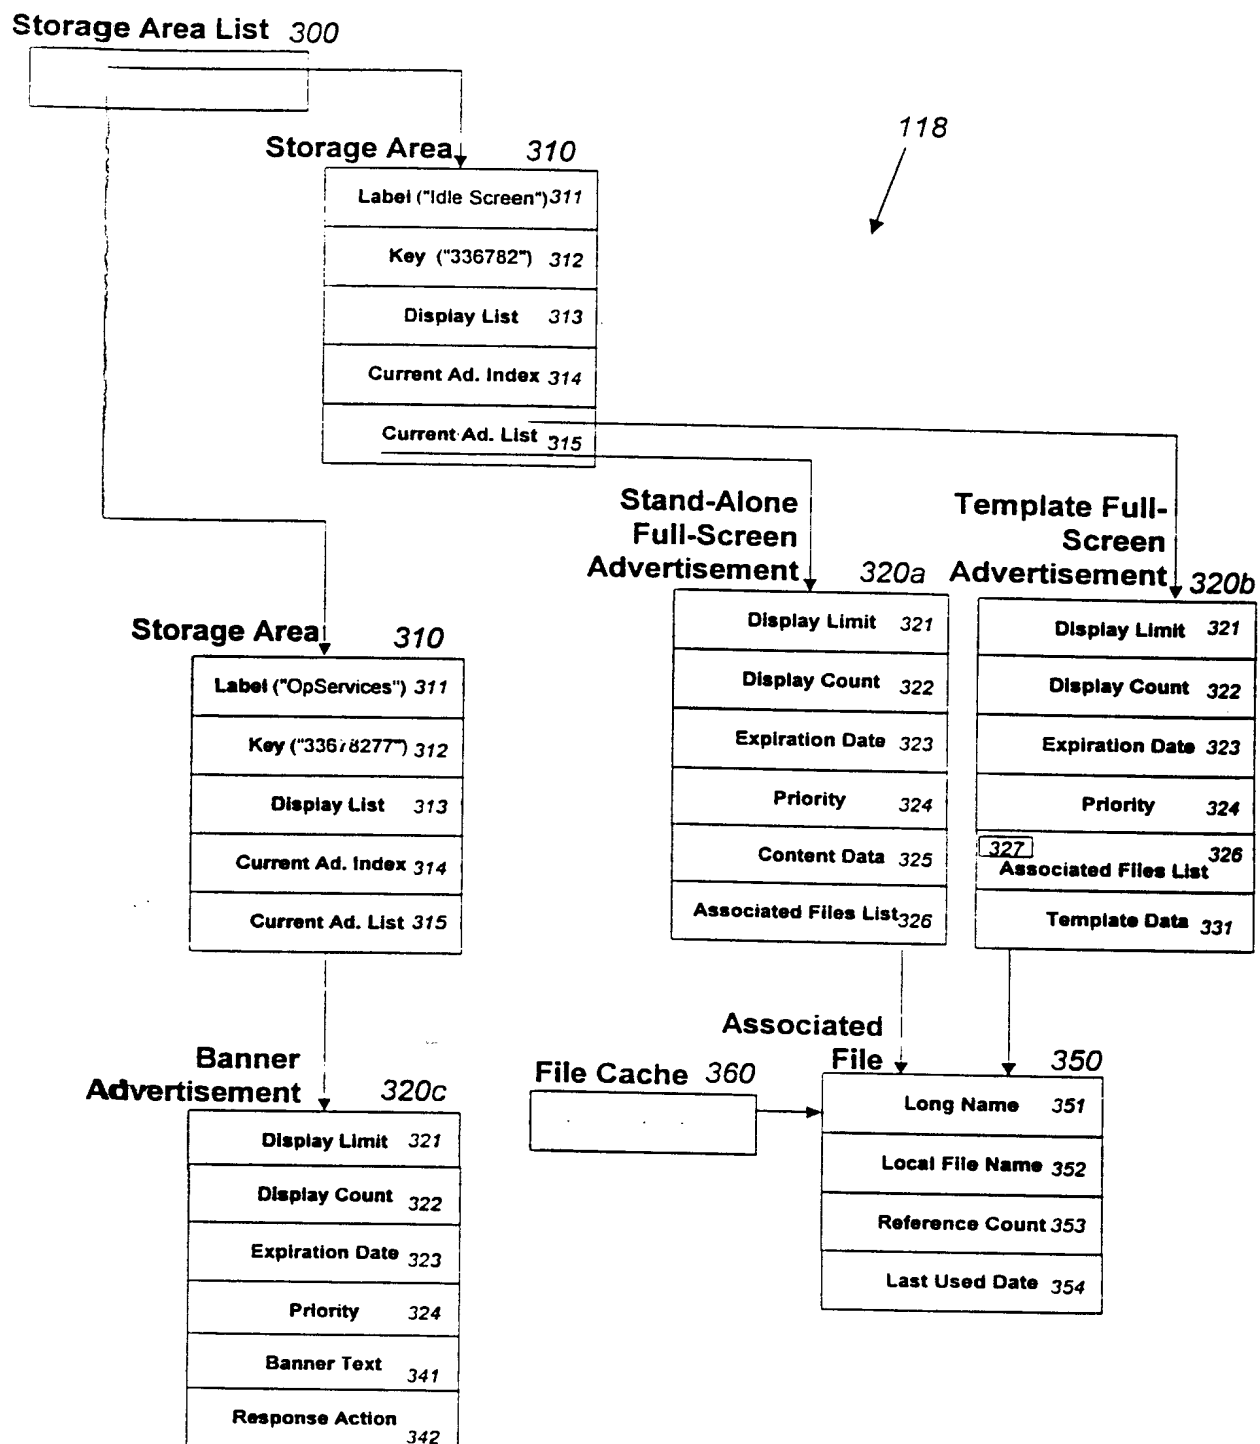 Storage Area List 300
118
Storage Area 310
Label ("Idle Screen") 311
Key ("336782") 312
Display List 313
Current Ad. Index 314
Current Ad. List 315
Stand-Alone
Full-Screen
Advertisement 320a
Template Full-
Screen
Advertisement 320b
Display Limit 321
Display Count 322
Expiration Date 323
Priority 324
Content Data 325
Associated Files List 326
Display Limit 321
Display Count 322
Expiration Date 323
Priority 324
327
Associated Files List 326
Template Data 331
Storage Area 310
Label ("OpServices") 311
Key ("33678277") 312
Display List 313
Current Ad. Index 314
Current Ad. List 315
Banner
Advertisement 320c
Display Limit 321
Display Count 322
Expiration Date 323
Priority 324
Banner Text 341
Response Action 342
File Cache 360
Associated
File 350
Long Name 351
Local File Name 352
Reference Count 353
Last Used Date 354